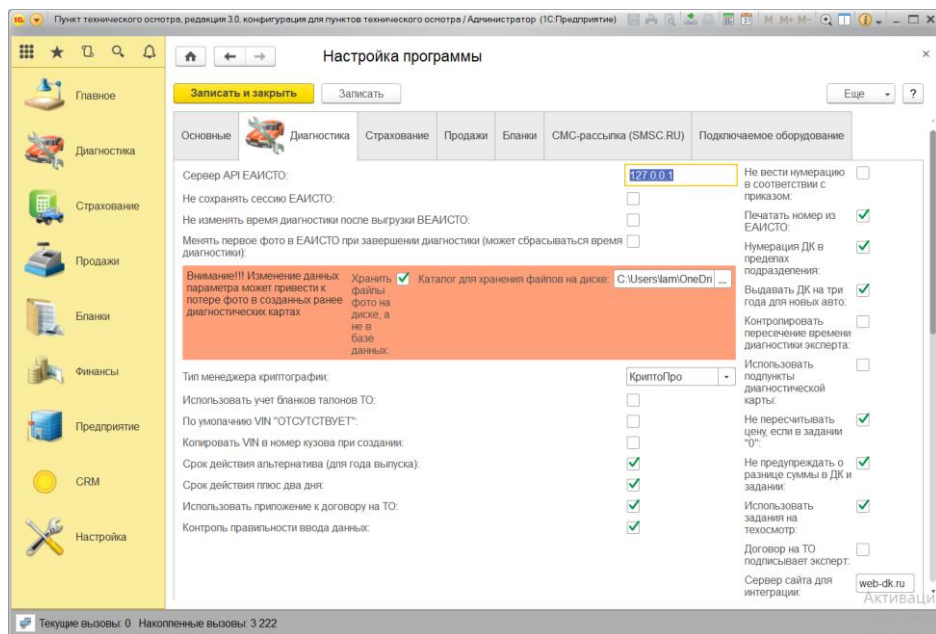 Пункт технического осмотра, редакция 3.0, конфигурация для пунктов технического осмотра / Администратор (1С:Предприятие)
M M+ M-
Настройка программы
Записать и закрыть
Записать
Еще
?
Главное
Диагностика
Страхование
Продажи
Бланки
Финансы
Предприятие
CRM
Настройка
Основные
Диагностика
Страхование
Продажи
Бланки
СМС-рассылка (SMSC.RU)
Подключаемое оборудование
Сервер API ЕАИСТО:
127.0.0.1
Не сохранять сессию ЕАИСТО:
Не изменять время диагностики после выгрузки ВЕАИСТО:
Менять первое фото в ЕАИСТО при завершении диагностики (может сбрасываться время
диагностики):
Внимание!!! Изменение данных
параметра может привести к
потере фото в созданных ранее
диагностических картах
Хранить
файлы
фото на
диске, а
не в
базе
данных:
Каталог для хранения файлов на диске:
C:\Users\Iam\OneDri
...
Тип менеджера криптографии:
КриптоПро
Использовать учет бланков талонов ТО:
По умолчанию VIN "ОТСУТСТВУЕТ":
Копировать VIN в номер кузова при создании:
Срок действия альтернатива (для года выпуска):
Срок действия плюс два дня:
Использовать приложение к договору на ТО:
Контроль правильности ввода данных:
Не вести нумерацию
в соответствии с
приказом:
Печатать номер из
ЕАИСТО:
Нумерация ДК в
пределах
подразделения:
Выдавать ДК на три
года для новых авто:
Контролировать
пересечение времени
диагностики эксперта:
Использовать
подпункты
диагностической
карты:
Не пересчитывать
цену, если в задании
"0":
Не предупреждать о
разнице суммы в ДК и
задании:
Использовать
задания на
техосмотр:
Договор на ТО
подписывает эксперт:
Сервер сайта для
интеграции:
web-dk.ru
Активаци
Текущие вызовы: 0 Накопленные вызовы: 3 222